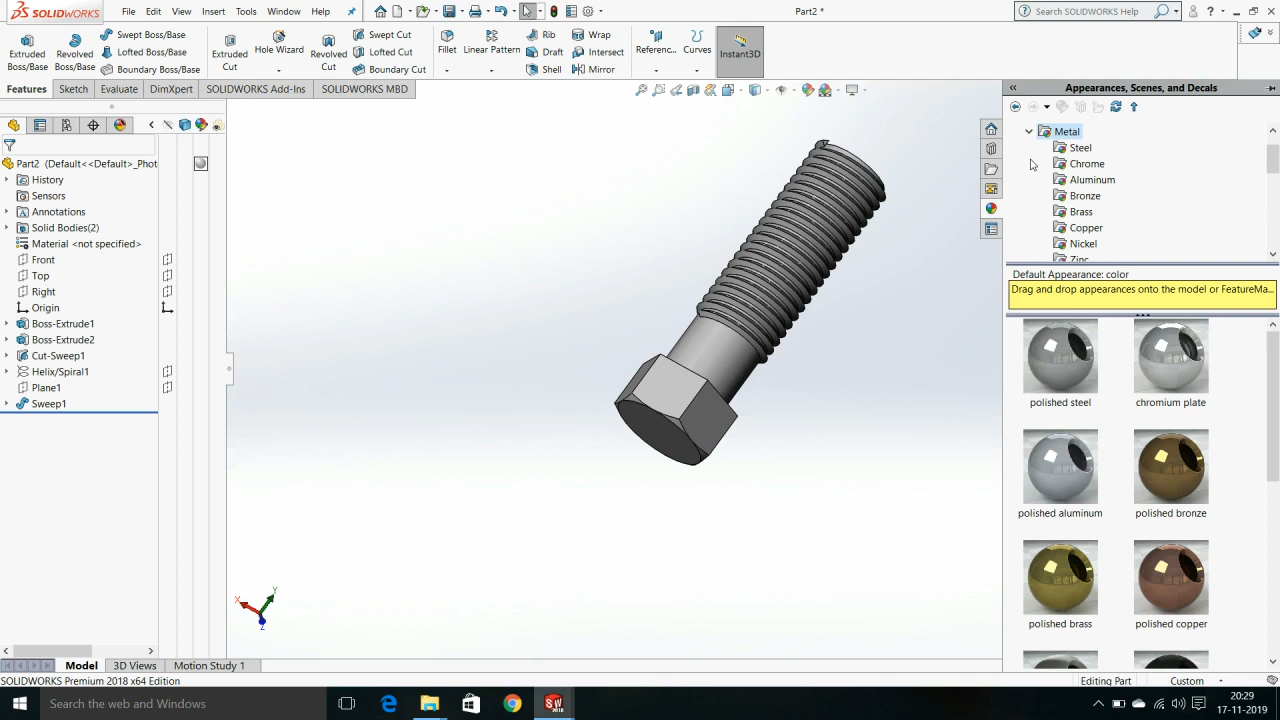 SOLIDWORKS
File Edit View Insert Tools Window Help
Part2 *
Search SOLIDWORKS Help
Extruded Boss/Base
Revolved Boss/Base
Swept Boss/Base
Lofted Boss/Base
Boundary Boss/Base
Extruded Cut
Hole Wizard
Revolved Cut
Swept Cut
Lofted Cut
Boundary Cut
Fillet
Linear Pattern
Rib
Draft
Shell
Wrap
Intersect
Mirror
Referenc...
Curves
Instant3D
Features Sketch Evaluate DimXpert SOLIDWORKS Add-Ins SOLIDWORKS MBD
Part2 (Default<<Default>_Phot
History
Sensors
Annotations
Solid Bodies(2)
Material <not specified>
Front
Top
Right
Origin
Boss-Extrude1
Boss-Extrude2
Cut-Sweep1
Helix/Spiral1
Plane1
Sweep1
X
Y
Z
Appearances, Scenes, and Decals
Metal
Steel
Chrome
Aluminum
Bronze
Brass
Copper
Nickel
Zinc
Default Appearance: color
Drag and drop appearances onto the model or FeatureMa...
polished steel
chromium plate
polished aluminum
polished bronze
polished brass
polished copper
Model 3D Views Motion Study 1
SOLIDWORKS Premium 2018 x64 Edition
Editing Part
Custom
Search the web and Windows
SW
2018
20:29
17-11-2019